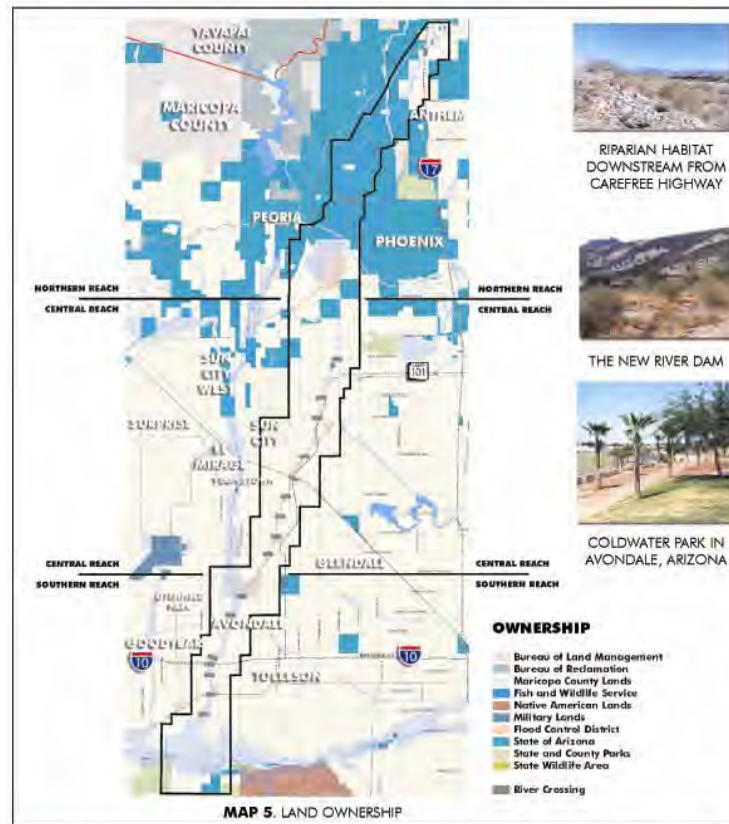 YAVAPAI
COUNTY
MARICOPA
COUNTY
ANTHEM
17
PEORIA
PHOENIX
NORTHERN REACH
CENTRAL REACH
NORTHERN REACH
CENTRAL REACH
SUN
CITY
WEST
101
SURPRISE
SUN
CITY
EL
MIRAGE
YOUNGTOWN
CENTRAL REACH
SOUTHERN REACH
GLENDALE
CENTRAL REACH
SOUTHERN REACH
PARK
AVONDALE
GOODYEAR
10
10
TOLLESON
RIPARIAN HABITAT
DOWNSTREAM FROM
CAREFREE HIGHWAY
THE NEW RIVER DAM
COLDWATER PARK IN
AVONDALE, ARIZONA
OWNERSHIP
Bureau of Land Management
Bureau of Reclamation
Maricopa County Lands
Fish and Wildlife Service
Native American Lands
Military Lands
Flood Control District
State of Arizona
State and County Parks
State Wildlife Area
River Crossing
MAP 5. LAND OWNERSHIP